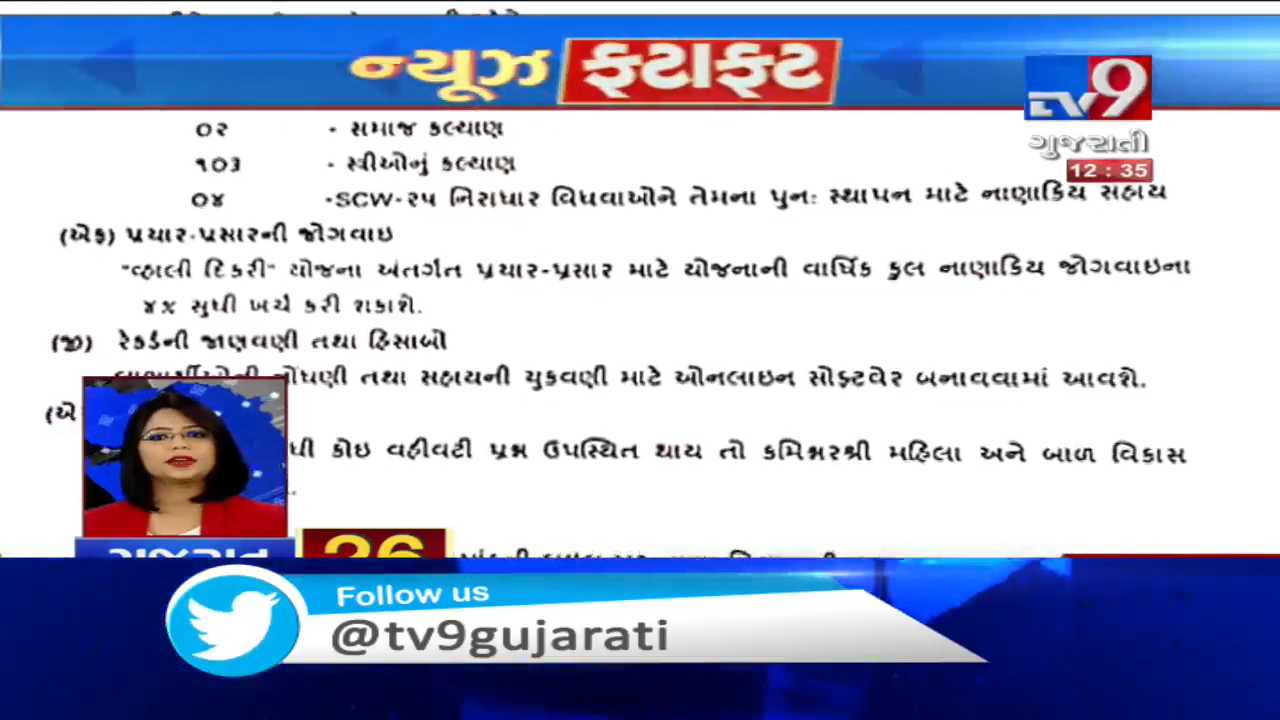 ન્યૂઝ ફટાફટ
TV9
ગુજરાતી
12 : 35
૦૨ - સમાજ કલ્યાણ
૧૦૩ - સ્ત્રીઓનું કલ્યાણ
૦૪ -SCW-૨૫ નિરાધાર વિધવાઓને તેમના પુન: સ્થાપન માટે નાણાકિય સહાય
(એફ) પ્રચાર-પ્રસારની જોગવાઇ
"વ્હાલી દિકરી" યોજના અંતર્ગત પ્રચાર-પ્રસાર માટે યોજનાની વાર્ષિક કુલ નાણાકિય જોગવાઇના
૪% સુધી ખર્ચ કરી શકાશે.
(જી) રેકર્ડની જાણવણી તથા હિસાબો
તથા સહાયની ચુકવણી માટે ઓનલાઇન સોફ્ટવેર બનાવવામાં આવશે.
(એ
કોઇ વહીવટી પ્રશ્ન ઉપસ્થિત થાય તો કમિશ્નરશ્રી મહિલા અને બાળ વિકાસ
ગુજરાત
26
Follow us
@tv9gujarati